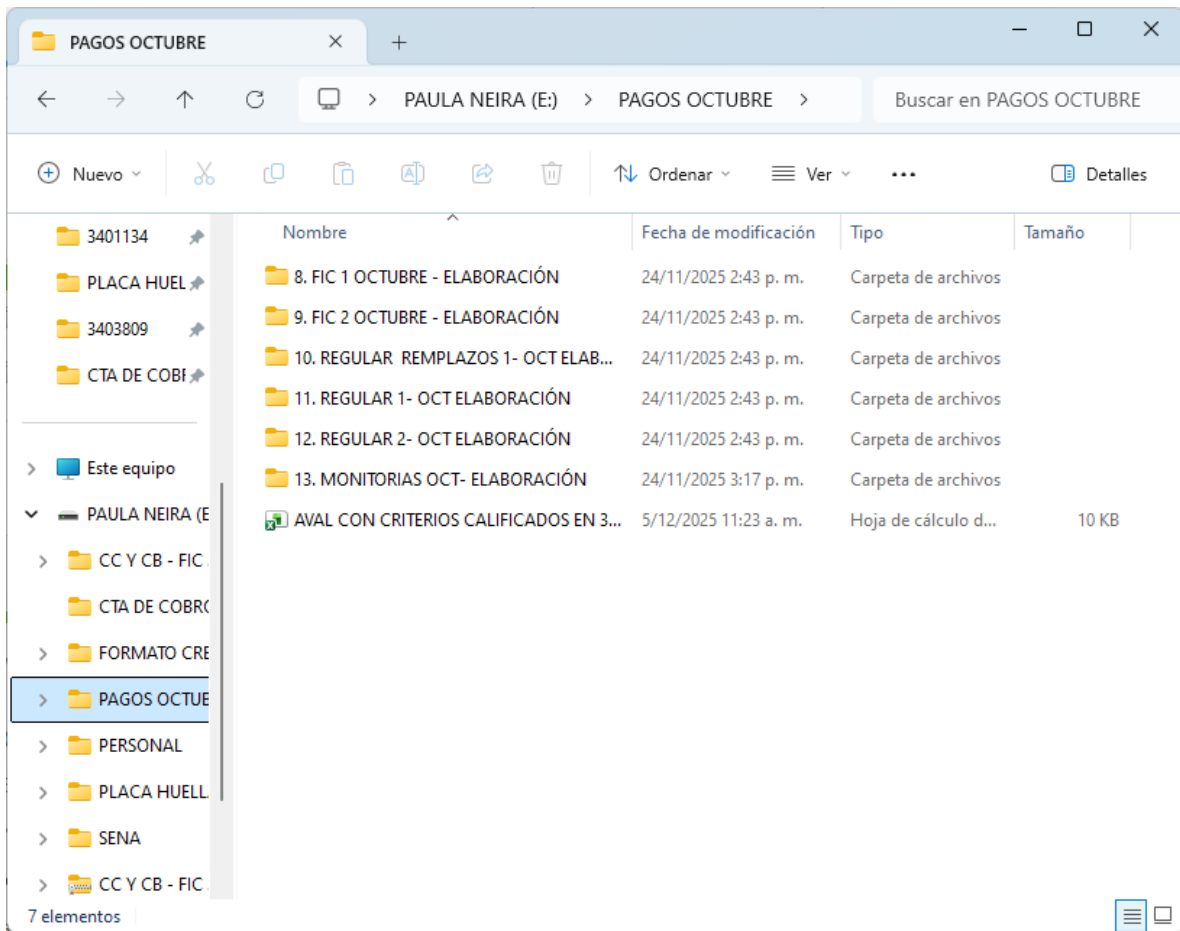 PAGOS OCTUBRE
PAULA NEIRA (E:) > PAGOS OCTUBRE >
Buscar en PAGOS OCTUBRE
Nuevo
Ordenar
Ver
Detalles
3401134
PLACA HUEL
3403809
CTA DE COBR
Este equipo
PAULA NEIRA (E
CC Y CB - FIC
CTA DE COBRO
FORMATO CRE
PAGOS OCTUB
PERSONAL
PLACA HUELL
SENA
CC Y CB - FIC
Nombre Fecha de modificación Tipo Tamaño
8. FIC 1 OCTUBRE - ELABORACIÓN 24/11/2025 2:43 p. m. Carpeta de archivos
9. FIC 2 OCTUBRE - ELABORACIÓN 24/11/2025 2:43 p. m. Carpeta de archivos
10. REGULAR  REMPLAZOS 1- OCT ELAB... 24/11/2025 2:43 p. m. Carpeta de archivos
11. REGULAR 1- OCT ELABORACIÓN 24/11/2025 2:43 p. m. Carpeta de archivos
12. REGULAR 2- OCT ELABORACIÓN 24/11/2025 2:43 p. m. Carpeta de archivos
13. MONITORIAS OCT- ELABORACIÓN 24/11/2025 3:17 p. m. Carpeta de archivos
AVAL CON CRITERIOS CALIFICADOS EN 3... 5/12/2025 11:23 a. m. Hoja de cálculo d... 10 KB
7 elementos